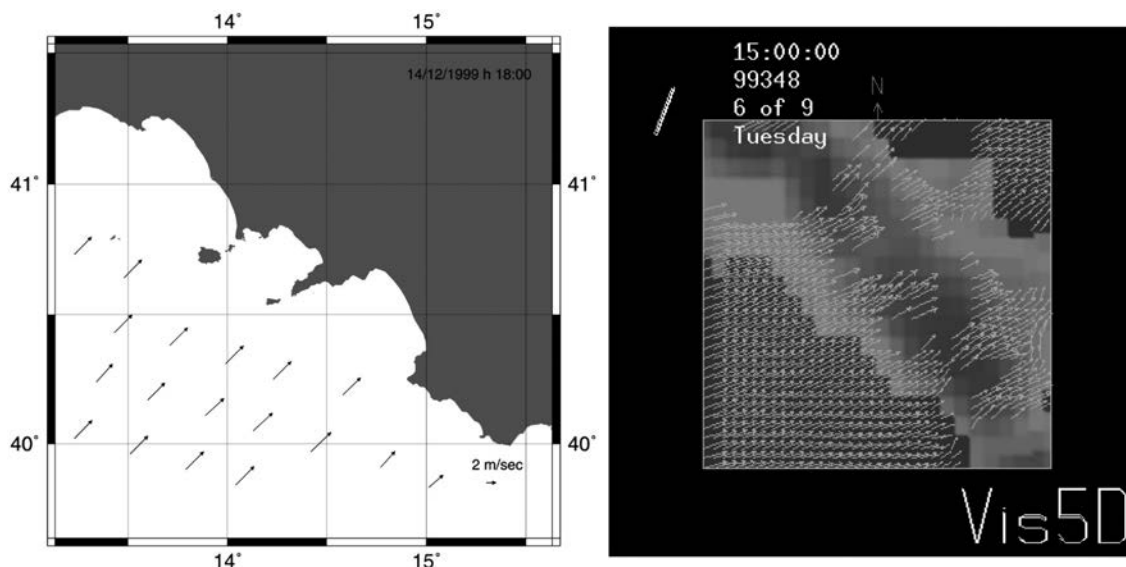 14˚ 15˚
14/12/1999 h 18:00
41˚ 41˚
40˚ 40˚
2 m/sec
14˚ 15˚
15:00:00
99348
6 of 9
Tuesday
N
Vis5D